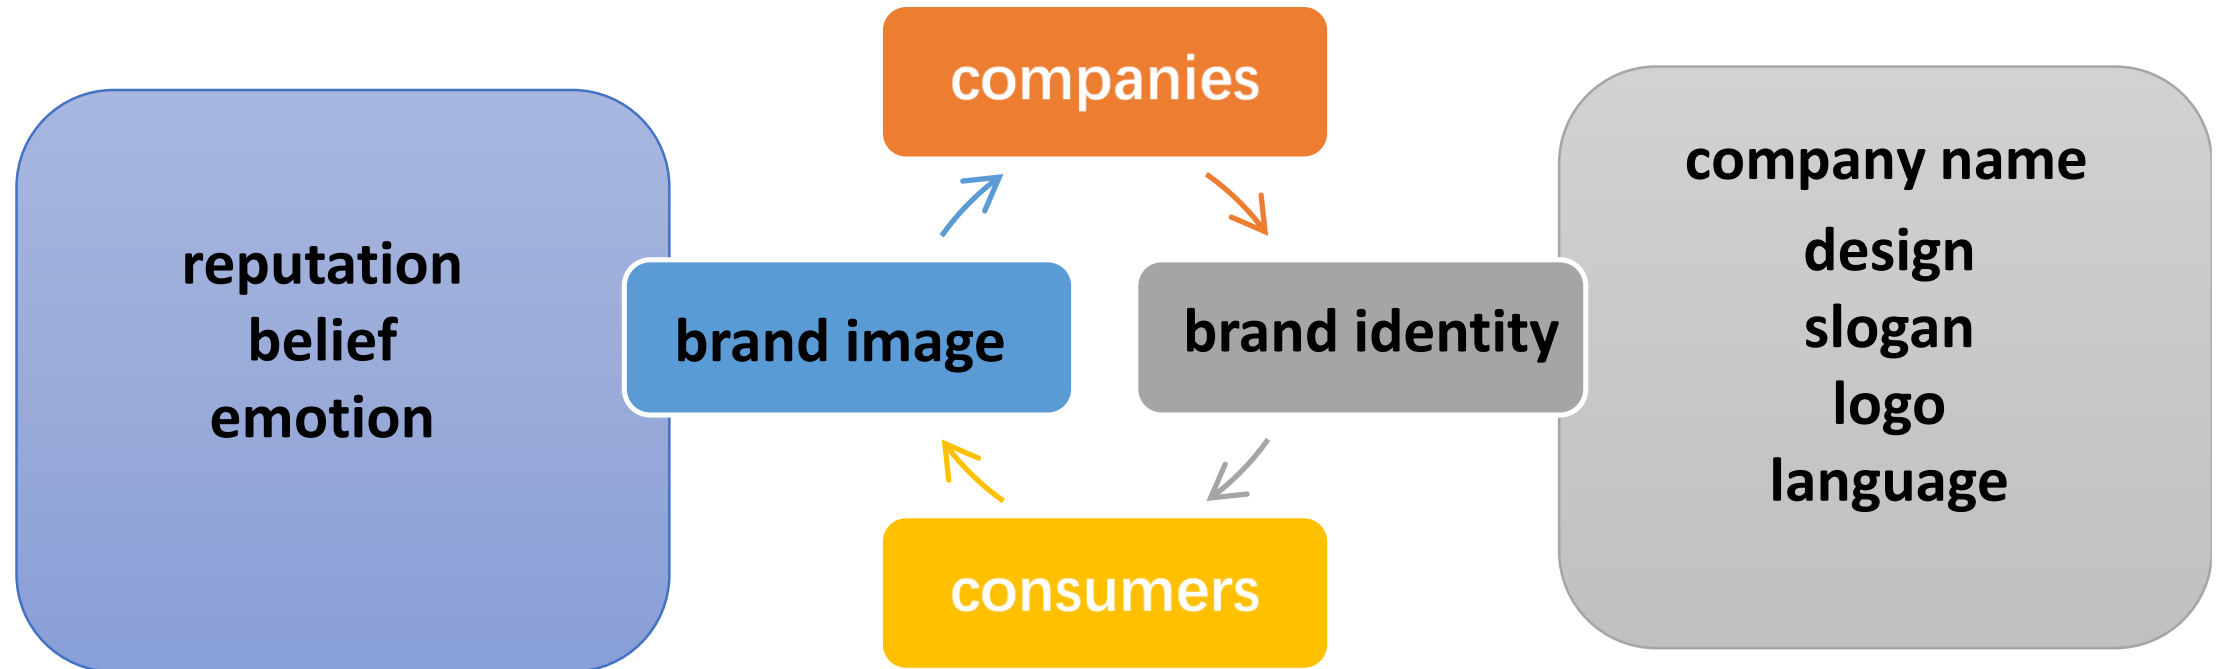 companies
reputation
belief
emotion
brand image
brand identity
company name
design
slogan
logo
language
consumers